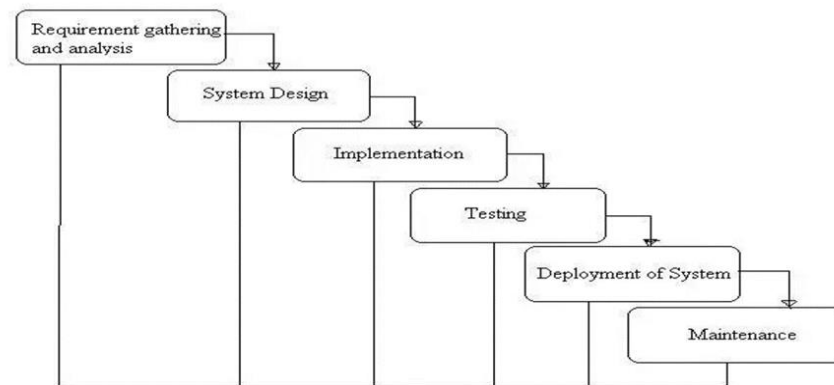 Requirement gathering
and analysis
System Design
Implementation
Testing
Deployment of System
Maintenance